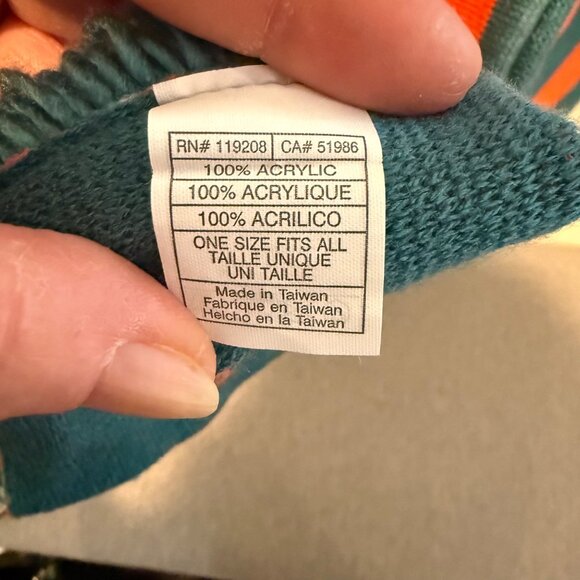 RN# 119208 CA# 51986
100% ACRYLIC
100% ACRYLIQUE
100% ACRILICO
ONE SIZE FITS ALL
TAILLE UNIQUE
UNI TAILLE
Made in Taiwan
Fabrique en Taiwan
Helcho en la Taiwan